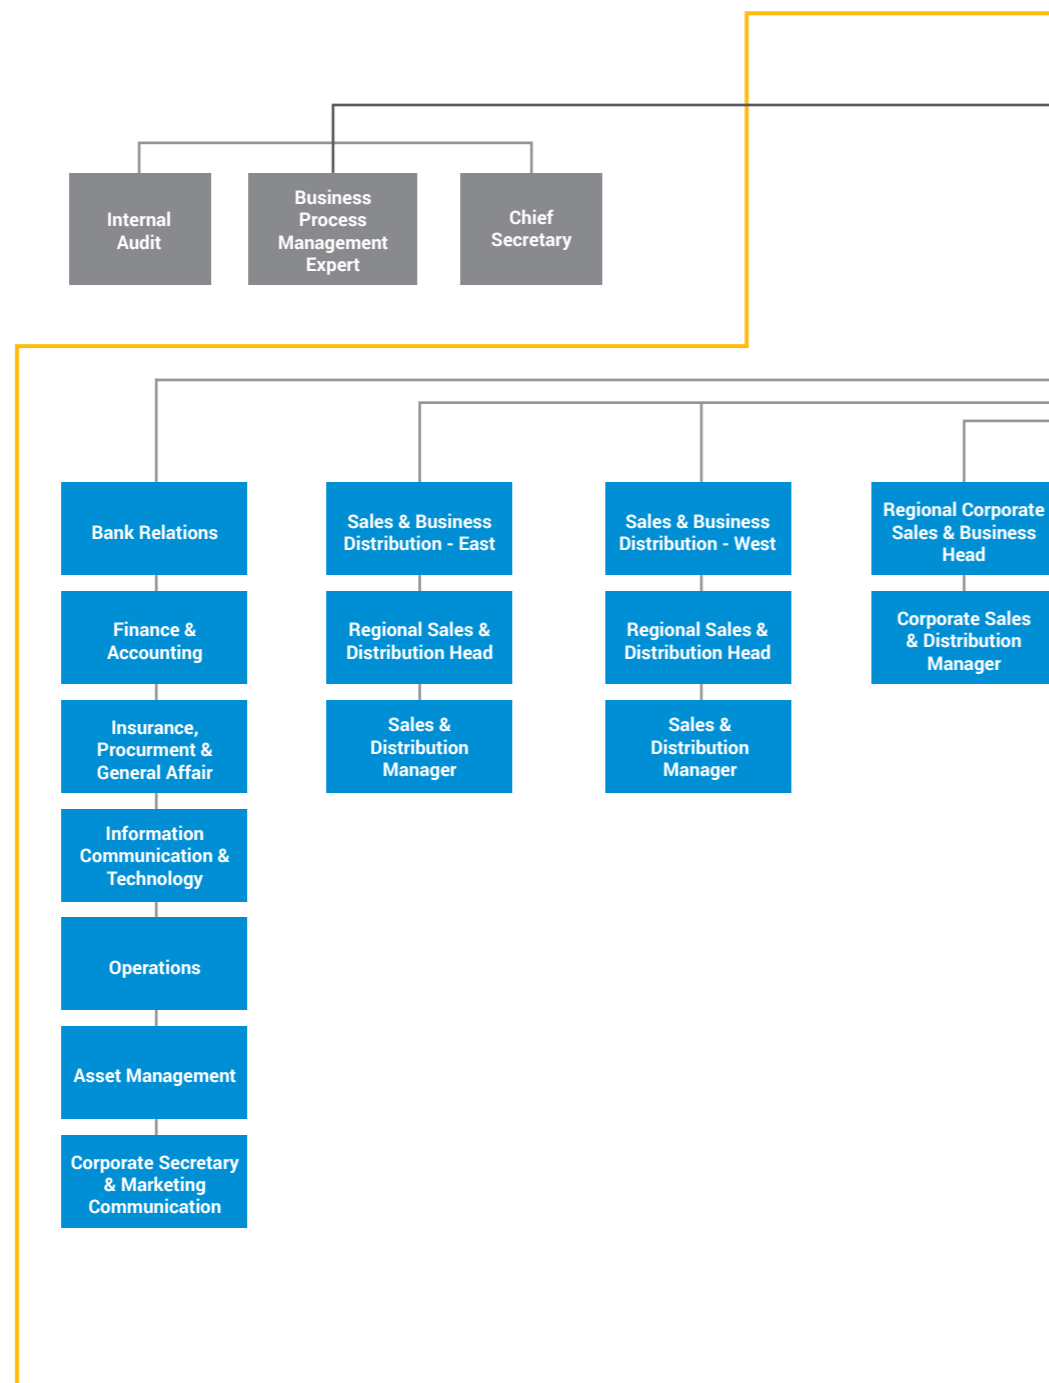 Internal
Audit
Business
Process
Management
Expert
Chief
Secretary
Bank Relations
Finance &
Accounting
Insurance,
Procurment &
General Affair
Information
Communication &
Technology
Operations
Asset Management
Corporate Secretary
& Marketing
Communication
Sales & Business
Distribution - East
Regional Sales &
Distribution Head
Sales &
Distribution
Manager
Sales & Business
Distribution - West
Regional Sales &
Distribution Head
Sales &
Distribution
Manager
Regional Corporate
Sales & Business
Head
Corporate Sales
& Distribution
Manager